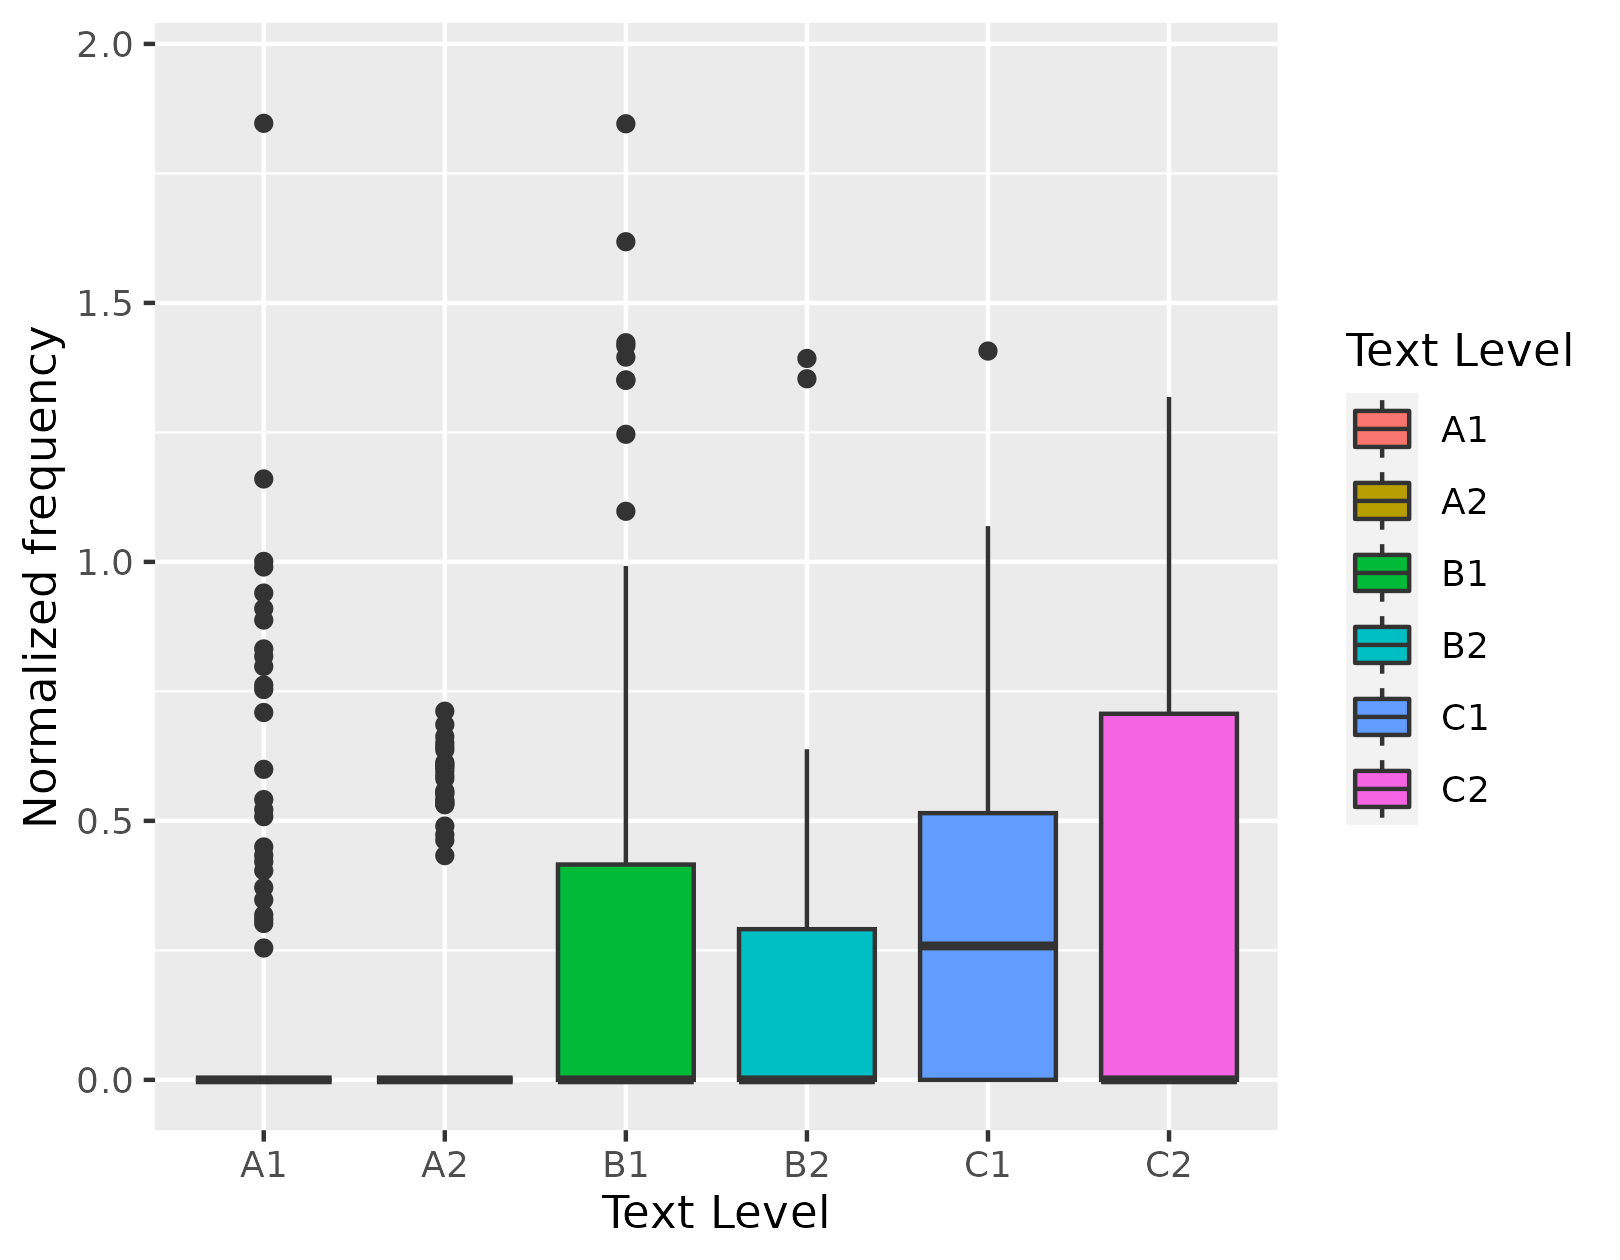 2.0
1.5
1.0
0.5
0.0
Normalized frequency
A1 A2 B1 B2 C1 C2
Text Level
Text Level
A1
A2
B1
B2
C1
C2